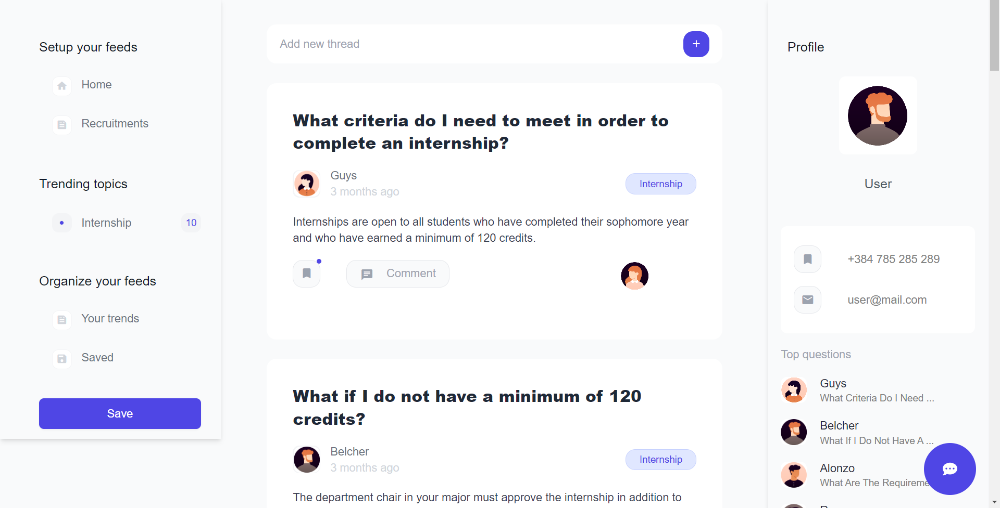 Setup your feeds
Home
Recruitments
Trending topics
Internship
10
Organize your feeds
Your trends
Saved
Save
Add new thread
+
What criteria do I need to meet in order to
complete an internship?
Guys
3 months ago
Internship
Internships are open to all students who have completed their sophomore year
and who have earned a minimum of 120 credits.
Comment
What if I do not have a minimum of 120
credits?
Belcher
3 months ago
Internship
The department chair in your major must approve the internship in addition to
Profile
User
+384 785 285 289
user@mail.com
Top questions
Guys
What Criteria Do I Need ...
Belcher
What If I Do Not Have A ...
Alonzo
What Are The Requireme